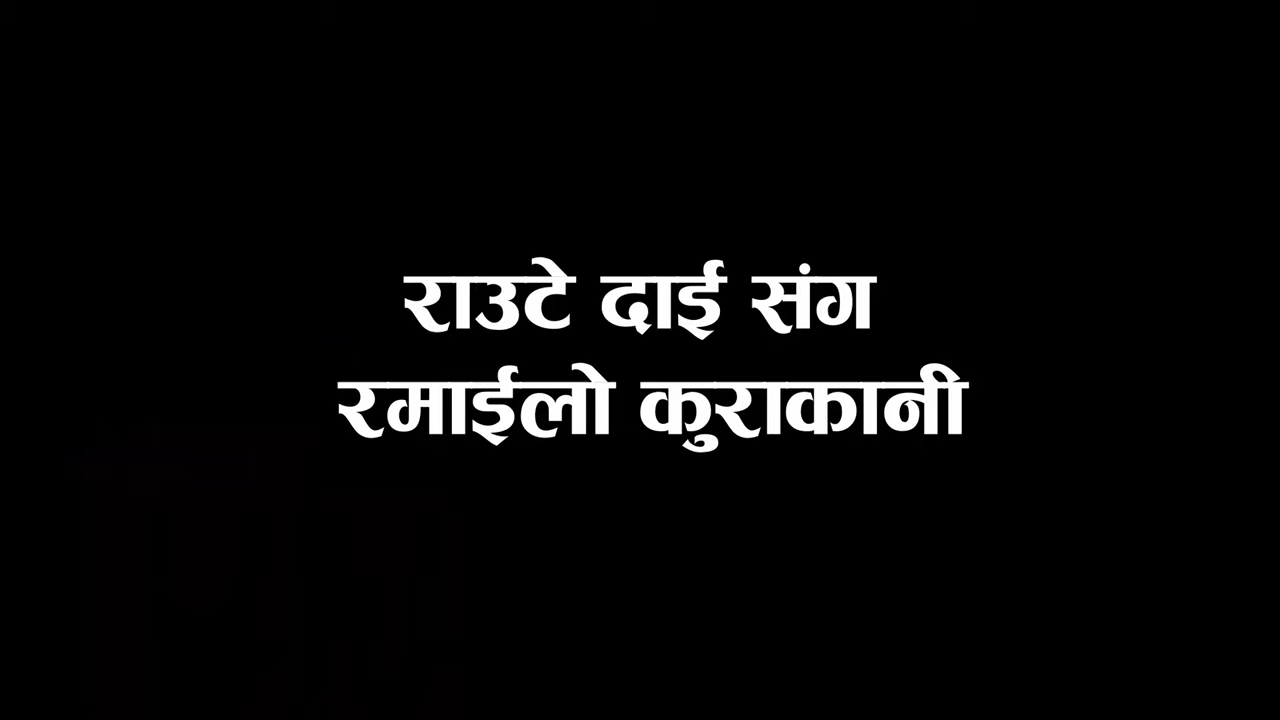 राउटे दाई संग
रमाईलो कुराकानी